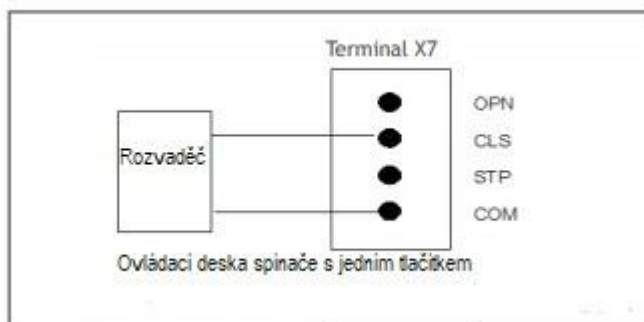 Terminal X7
OPN
Rozvaděč
CLS
STP
COM
Ovládací deska spínače s jedním tlačítkem